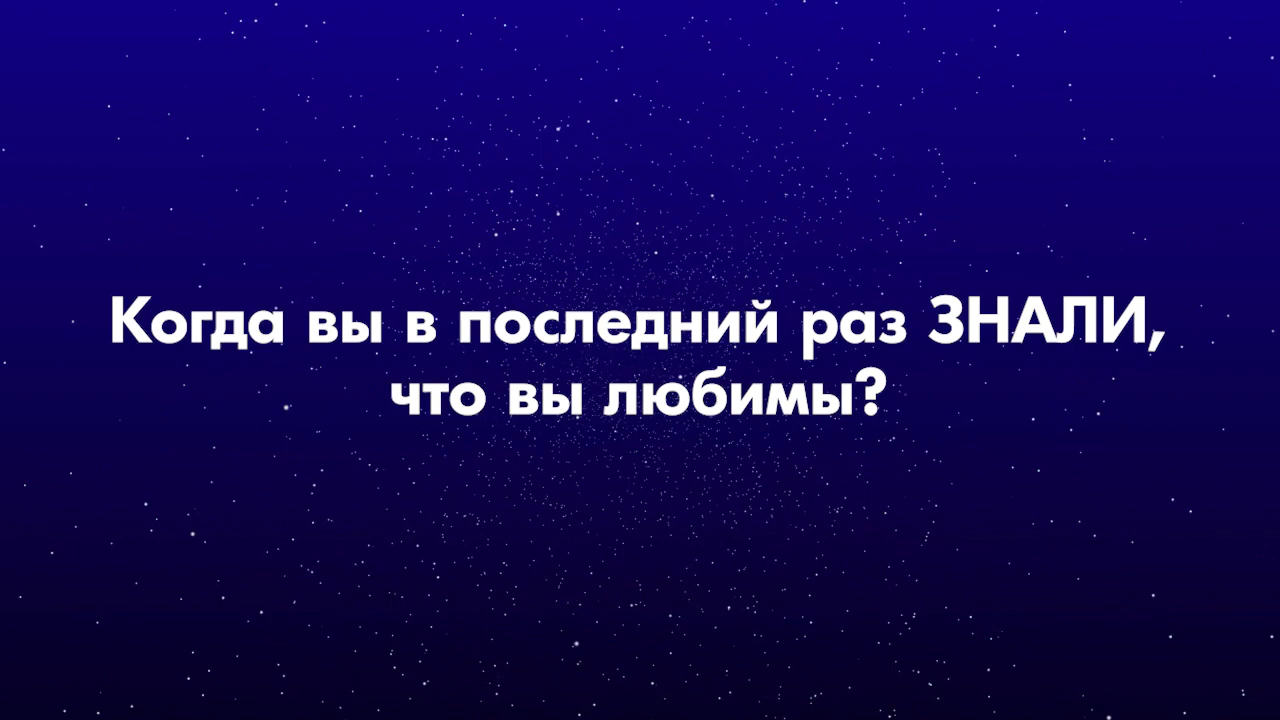 Когда вы в последний раз ЗНАЛИ,
что вы любимы?